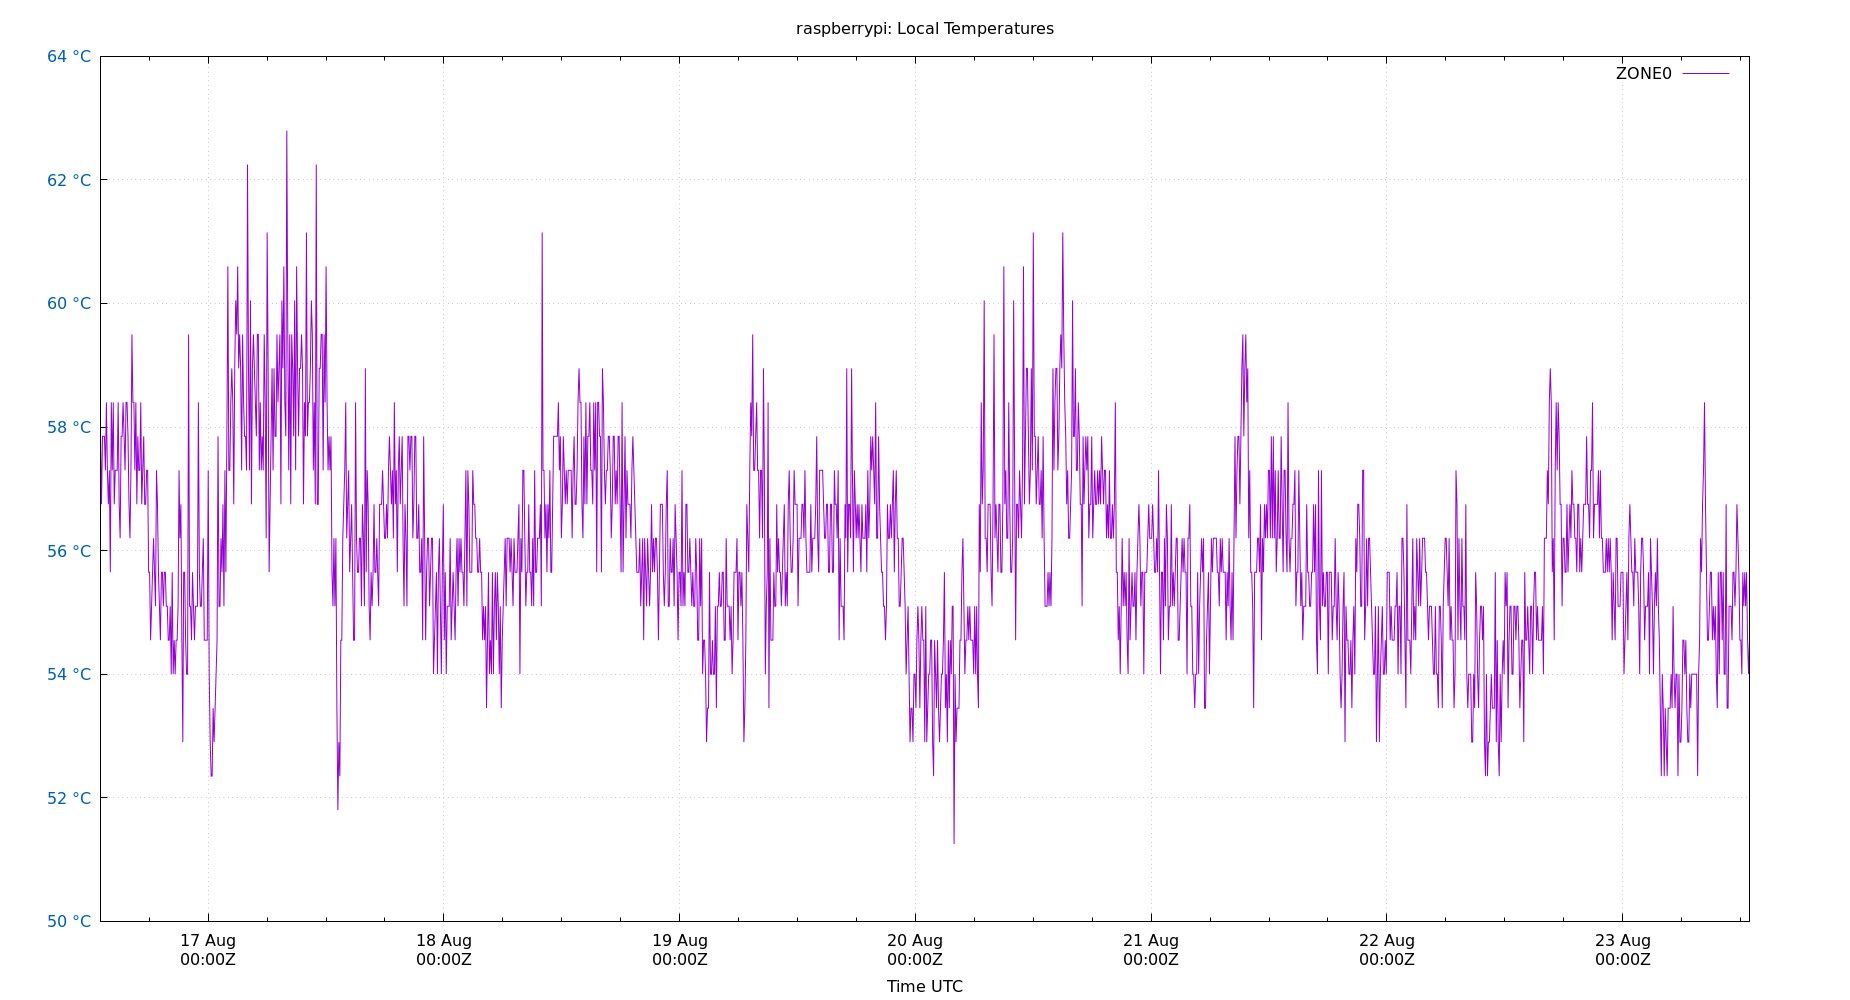 raspberrypi: Local Temperatures
64 °C
ZONE0
62 °C
60 °C
58 °C
56 °C
54 °C
52 °C
50 °C
17 Aug 18 Aug 19 Aug 20 Aug 21 Aug 22 Aug 23 Aug
00:00Z 00:00Z 00:00Z 00:00Z 00:00Z 00:00Z 00:00Z
Time UTC